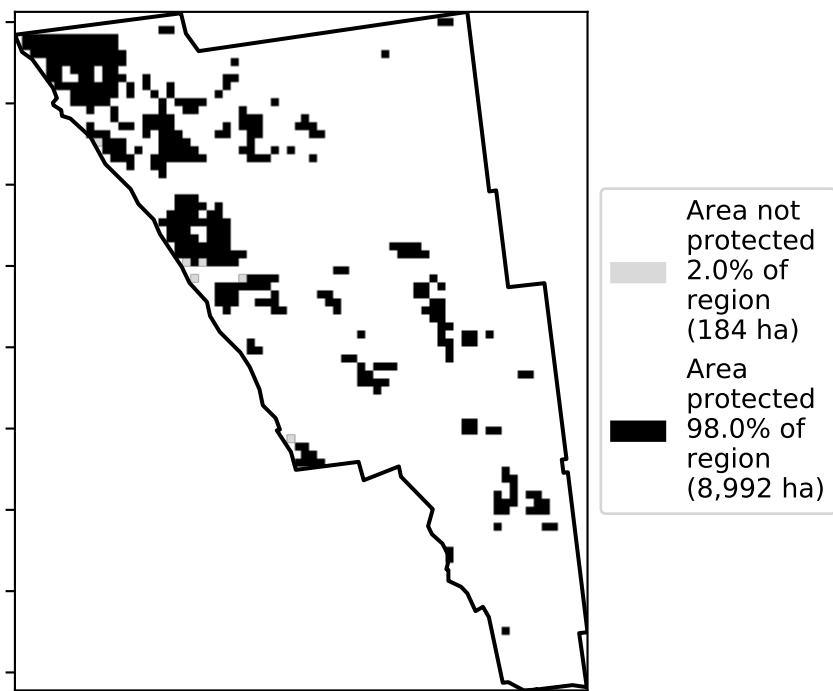 Area not
protected
2.0% of
region
(184 ha)
Area
protected
98.0% of
region
(8,992 ha)